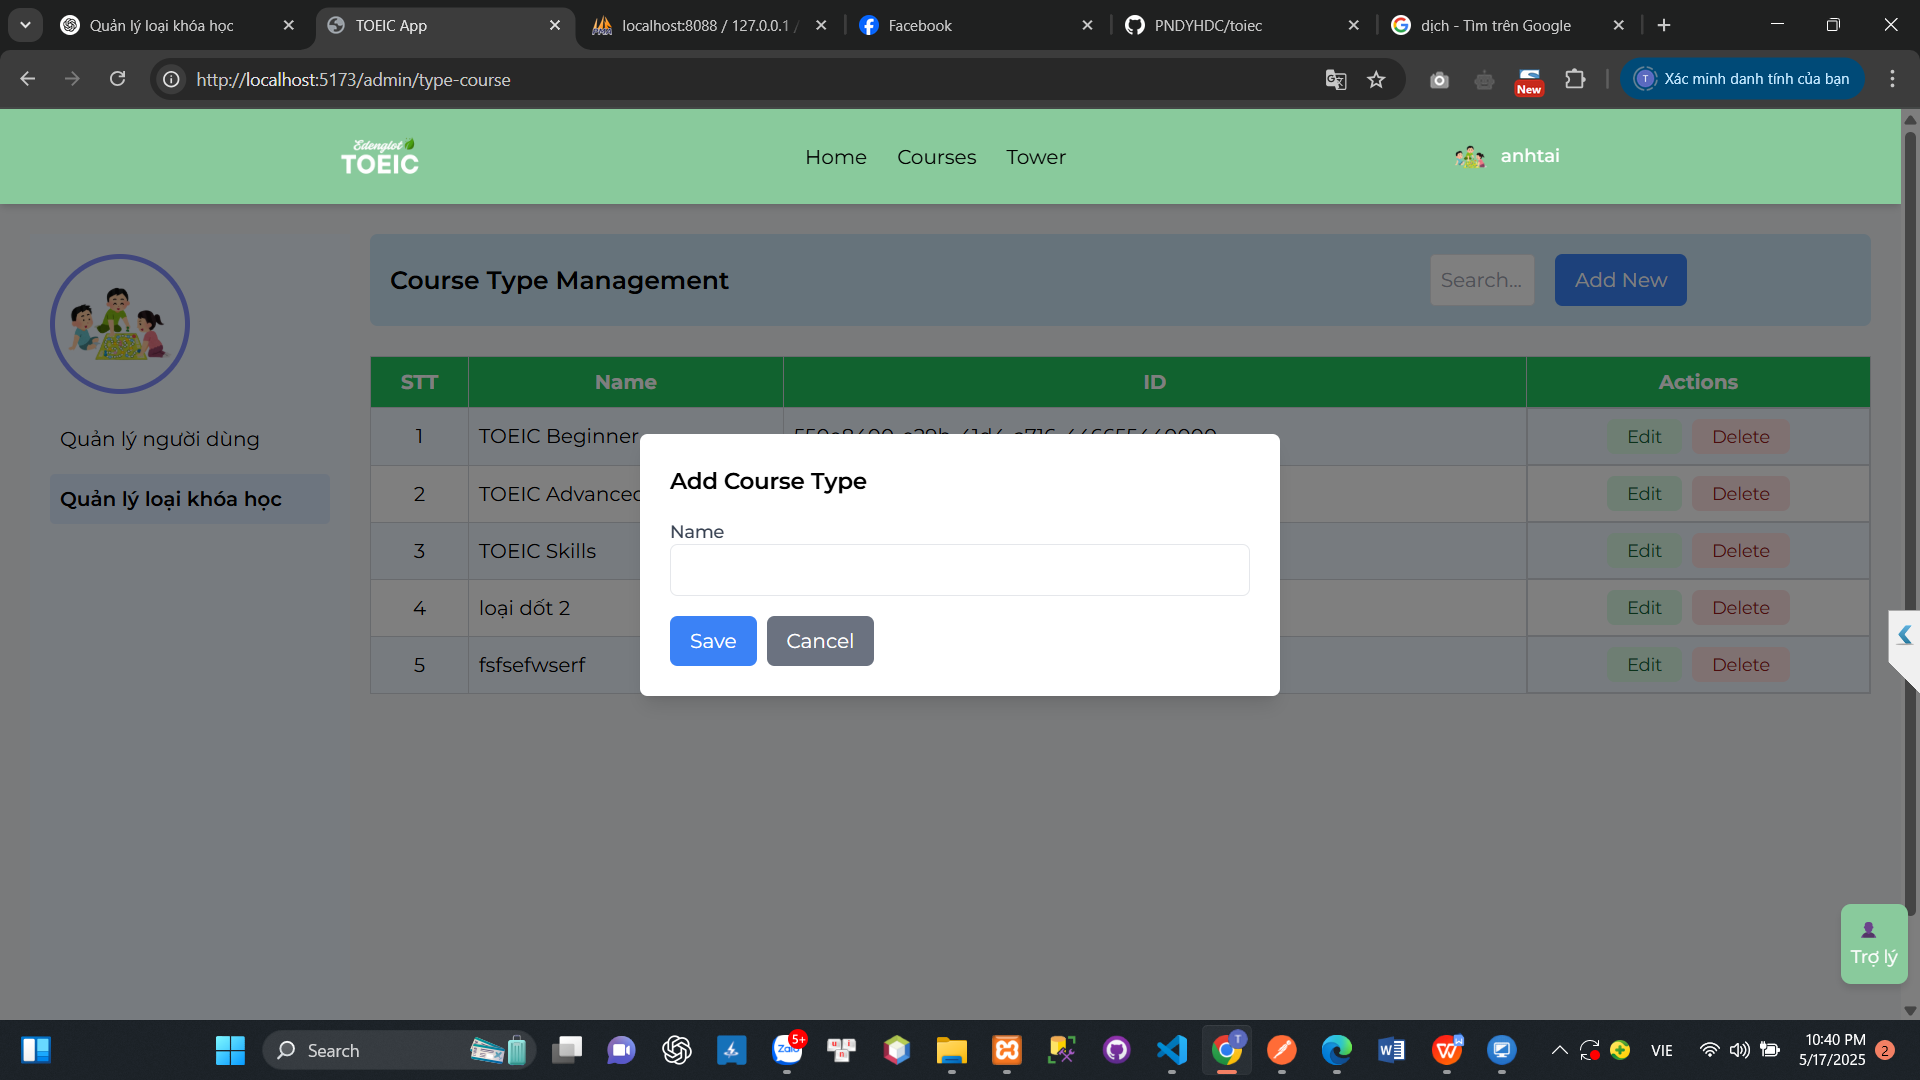 Quản lý loại khóa học
TOEIC App
localhost:8088 / 127.0.0.1 /
Facebook
PNDYHDC/toiec
dịch - Tìm trên Google
http://localhost:5173/admin/type-course
New
T
Xác minh danh tính của bạn
Edengiot
TOEIC
Home
Courses
Tower
anhtai
Course Type Management
Search...
Add New
STT
Name
ID
Actions
1
TOEIC Beginner
Edit
Delete
2
TOEIC Advanced
Edit
Delete
3
TOEIC Skills
Edit
Delete
4
loại dốt 2
Edit
Delete
5
fsfsefwserf
Edit
Delete
Quản lý người dùng
Quản lý loại khóa học
Add Course Type
Name
Save
Cancel
Trợ lý
Search
Zalo
5+
T
VIE
10:40 PM
5/17/2025
2